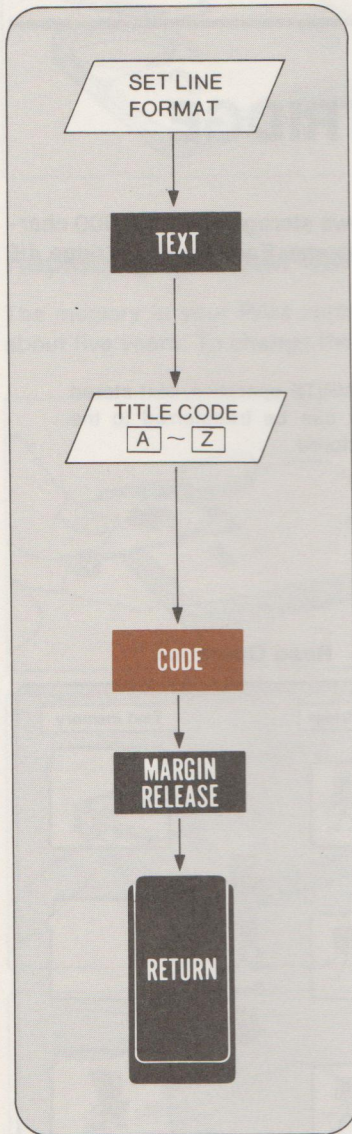 SET LINE
FORMAT
TEXT
TITLE CODE
A ~ Z
CODE
MARGIN
RELEASE
RETURN